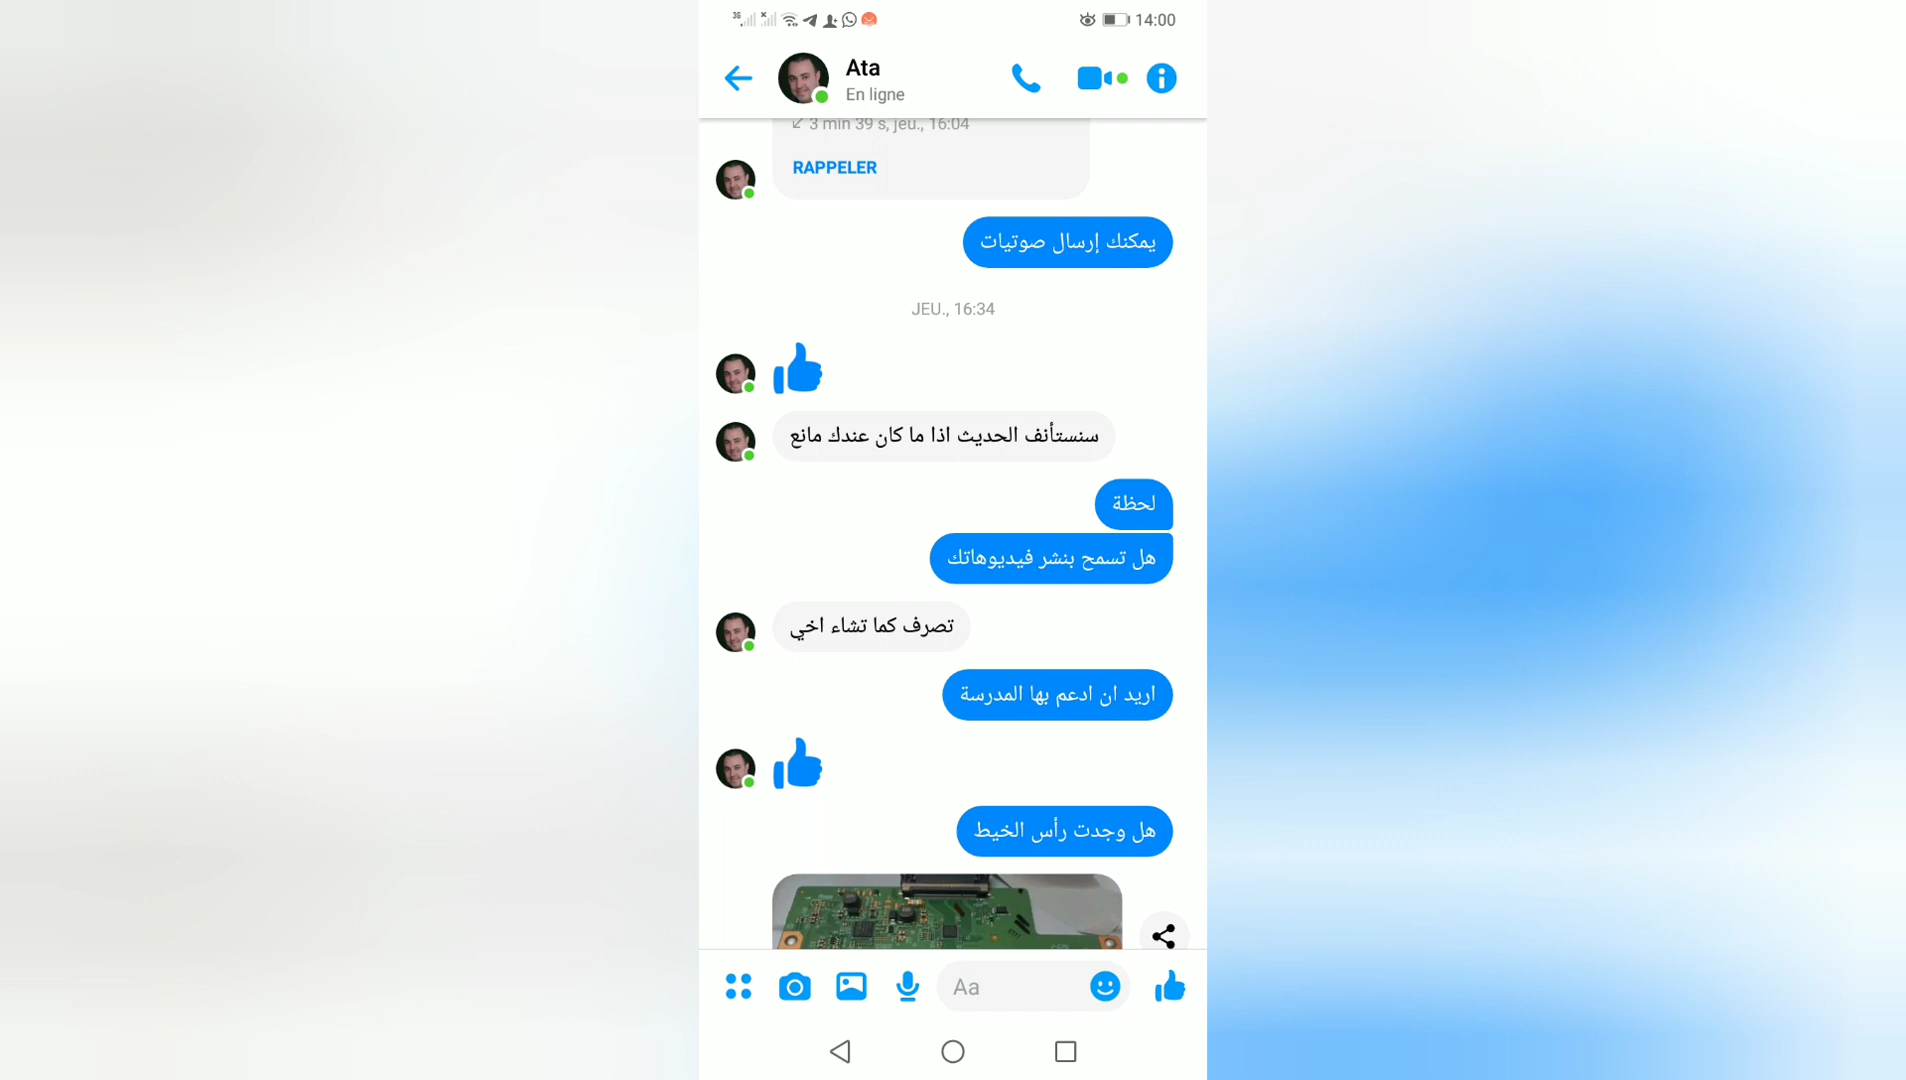 3G
14:00
Ata
En ligne
3 min 39 s, jeu., 16:04
RAPPELER
يمكنك إرسال صوتيات
JEU., 16:34
سنستأنف الحديث اذا ما كان عندك مانع
لحظة
هل تسمح بنشر فيديوهاتك
تصرف كما تشاء اخي
اريد ان ادعم بها المدرسة
هل وجدت رأس الخيط
Aa